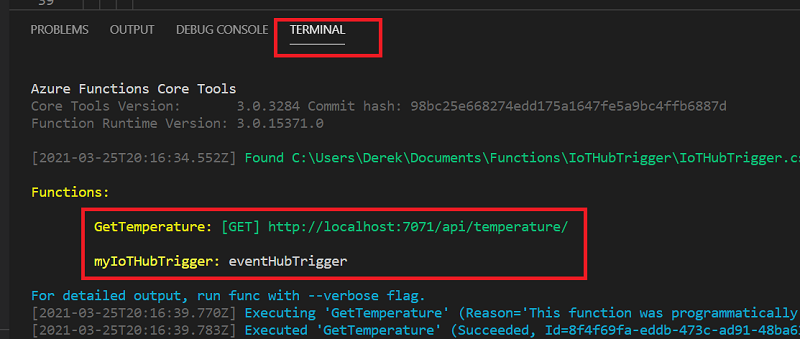 39
PROBLEMS OUTPUT DEBUG CONSOLE TERMINAL
Azure Functions Core Tools
Core Tools Version: 3.0.3284 Commit hash: 98bc25e668274edd175a1647fe5a9bc4ffb6887d
Function Runtime Version: 3.0.15371.0
[2021-03-25T20:16:34.552Z] Found C:\Users\Derek\Documents\Functions\IoTHubTrigger\IoTHubTrigger.cs
Functions:
GetTemperature: [GET] http://localhost:7071/api/temperature/
myIoTHubTrigger: eventHubTrigger
For detailed output, run func with --verbose flag.
[2021-03-25T20:16:39.770Z] Executing 'GetTemperature' (Reason='This function was programmatically
[2021-03-25T20:16:39.783Z] Executed 'GetTemperature' (Succeeded, Id=8f4f69fa-eddb-473c-ad91-48ba6